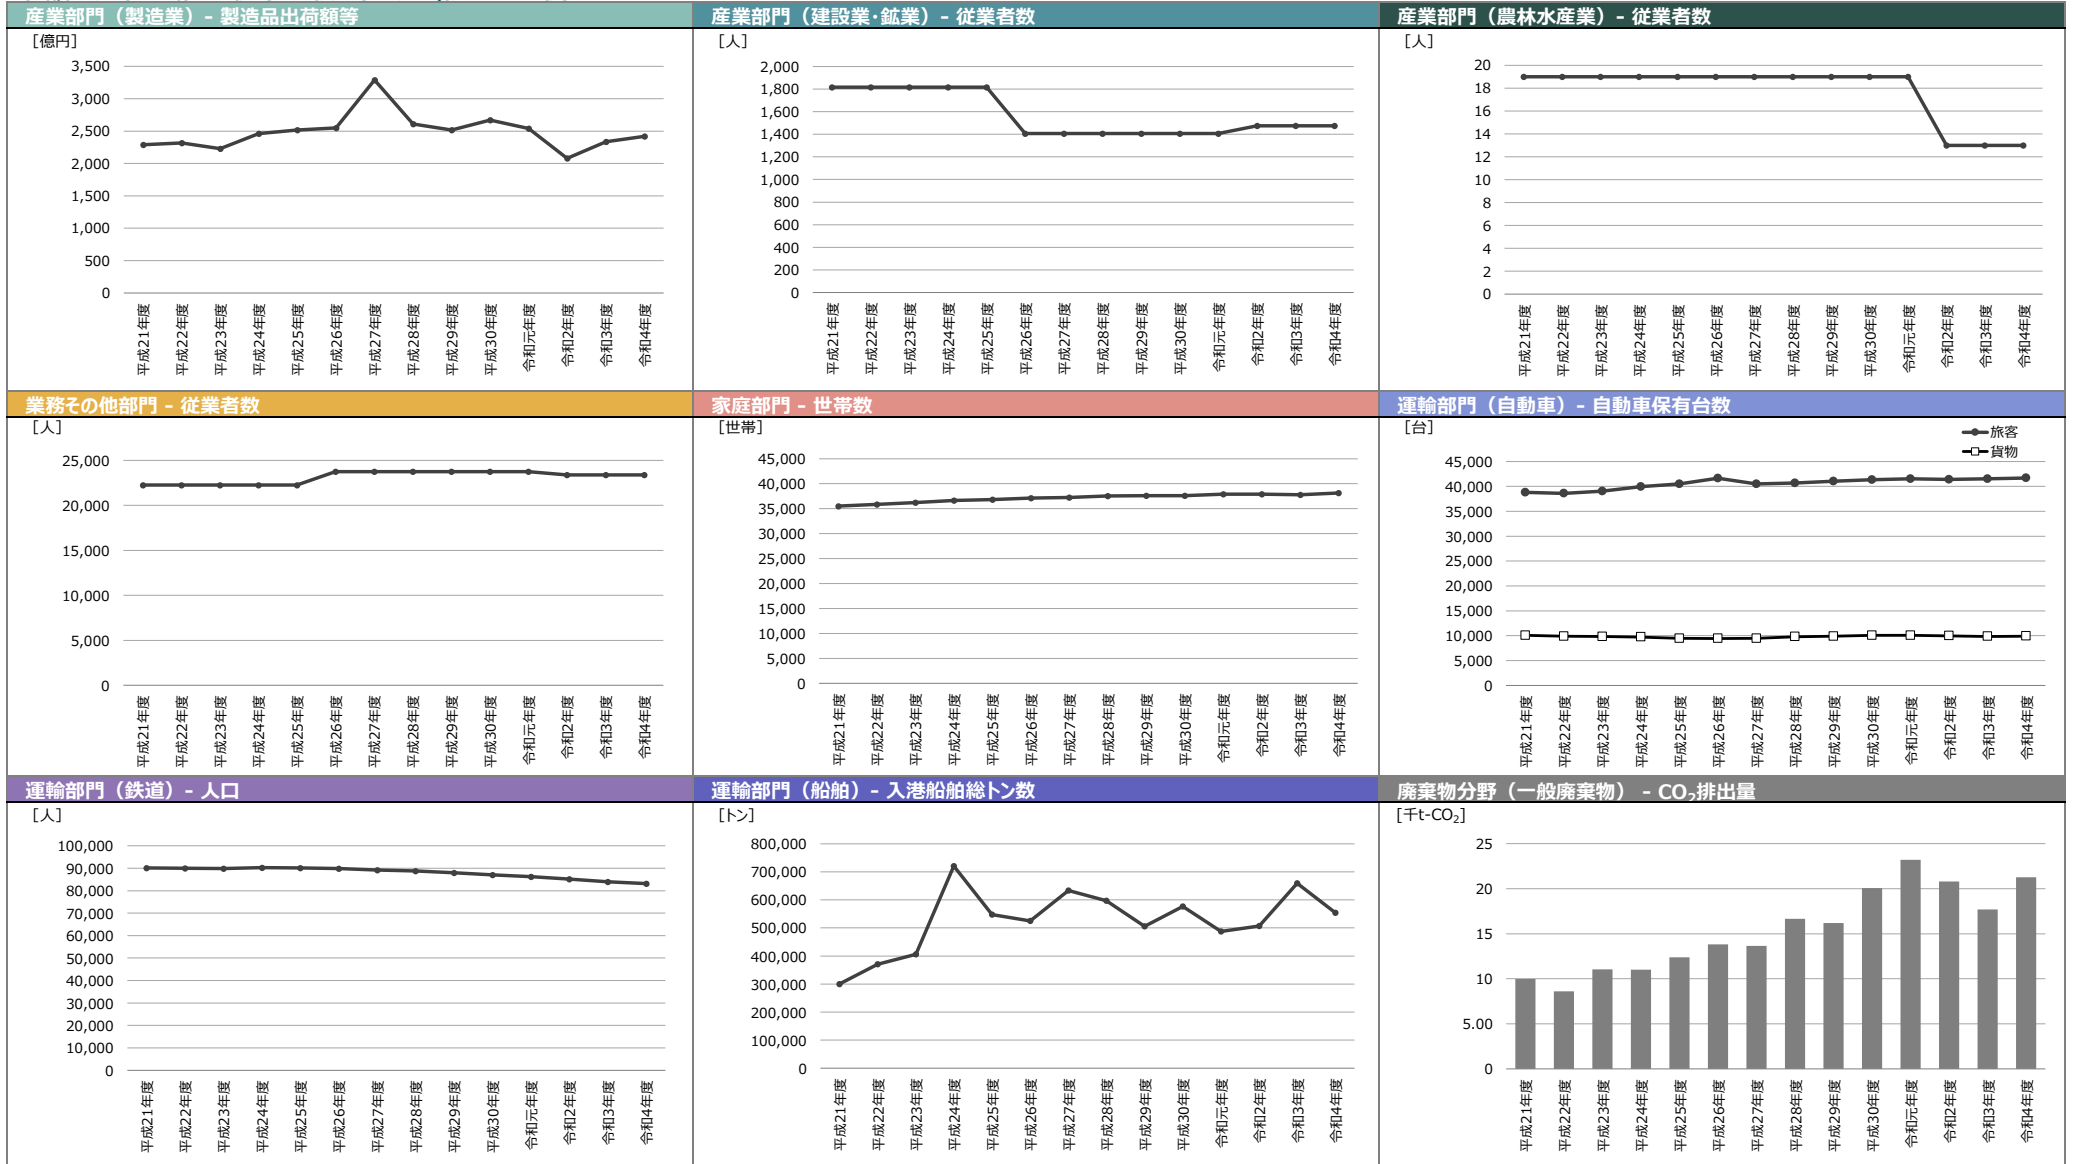 産業部門（製造業）- 製造品出荷額等
[億円]
3,500
3,000
2,500
2,000
1,500
1,000
500
0
平成21年度
平成22年度
平成23年度
平成24年度
平成25年度
平成26年度
平成27年度
平成28年度
平成29年度
平成30年度
令和元年度
令和2年度
令和3年度
令和4年度
産業部門（建設業･鉱業）- 従業者数
[人]
2,000
1,800
1,600
1,400
1,200
1,000
800
600
400
200
0
平成21年度
平成22年度
平成23年度
平成24年度
平成25年度
平成26年度
平成27年度
平成28年度
平成29年度
平成30年度
令和元年度
令和2年度
令和3年度
令和4年度
産業部門（農林水産業）- 従業者数
[人]
20
18
16
14
12
10
8
6
4
2
0
平成21年度
平成22年度
平成23年度
平成24年度
平成25年度
平成26年度
平成27年度
平成28年度
平成29年度
平成30年度
令和元年度
令和2年度
令和3年度
令和4年度
業務その他部門 - 従業者数
[人]
25,000
20,000
15,000
10,000
5,000
0
平成21年度
平成22年度
平成23年度
平成24年度
平成25年度
平成26年度
平成27年度
平成28年度
平成29年度
平成30年度
令和元年度
令和2年度
令和3年度
令和4年度
家庭部門 - 世帯数
[世帯]
45,000
40,000
35,000
30,000
25,000
20,000
15,000
10,000
5,000
0
平成21年度
平成22年度
平成23年度
平成24年度
平成25年度
平成26年度
平成27年度
平成28年度
平成29年度
平成30年度
令和元年度
令和2年度
令和3年度
令和4年度
運輸部門（自動車）- 自動車保有台数
[台]
旅客
貨物
45,000
40,000
35,000
30,000
25,000
20,000
15,000
10,000
5,000
0
平成21年度
平成22年度
平成23年度
平成24年度
平成25年度
平成26年度
平成27年度
平成28年度
平成29年度
平成30年度
令和元年度
令和2年度
令和3年度
令和4年度
運輸部門（鉄道）- 人口
[人]
100,000
90,000
80,000
70,000
60,000
50,000
40,000
30,000
20,000
10,000
0
平成21年度
平成22年度
平成23年度
平成24年度
平成25年度
平成26年度
平成27年度
平成28年度
平成29年度
平成30年度
令和元年度
令和2年度
令和3年度
令和4年度
運輸部門（船舶）- 入港船舶総トン数
[トン]
800,000
700,000
600,000
500,000
400,000
300,000
200,000
100,000
0
平成21年度
平成22年度
平成23年度
平成24年度
平成25年度
平成26年度
平成27年度
平成28年度
平成29年度
平成30年度
令和元年度
令和2年度
令和3年度
令和4年度
廃棄物分野（一般廃棄物） - CO₂排出量
[千t-CO₂]
25
20
15
10
5.00
0
平成21年度
平成22年度
平成23年度
平成24年度
平成25年度
平成26年度
平成27年度
平成28年度
平成29年度
平成30年度
令和元年度
令和2年度
令和3年度
令和4年度